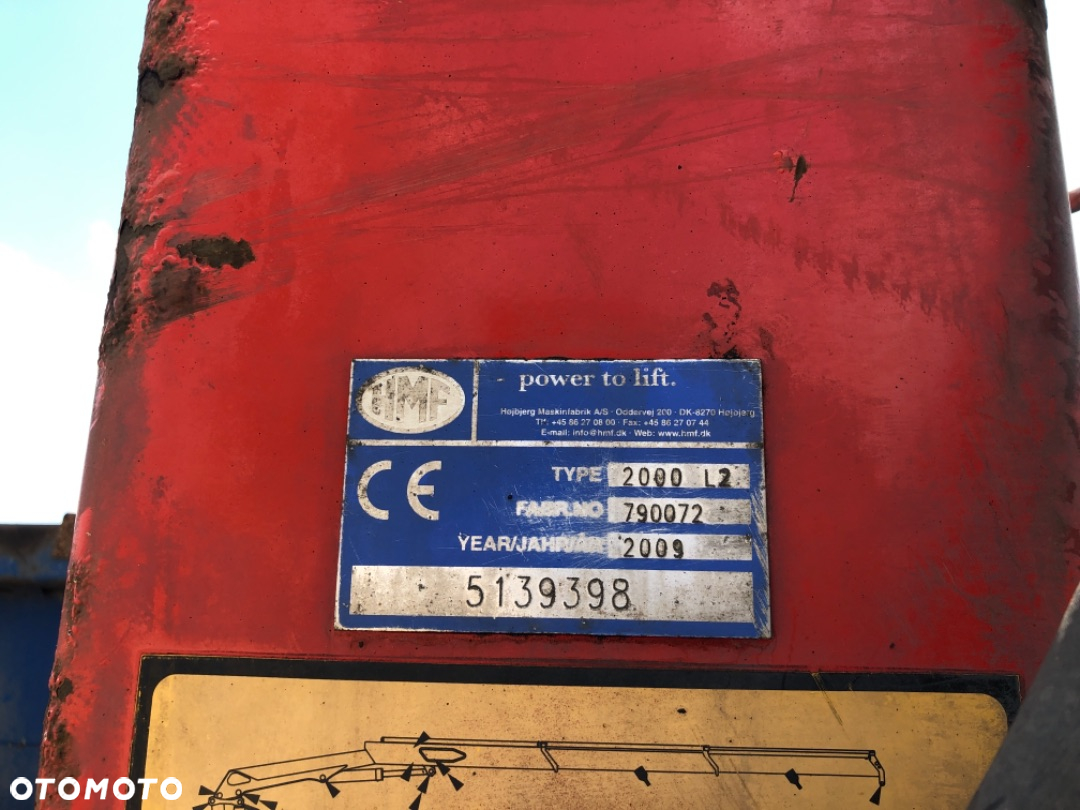 HMF
power to lift.
Højbjerg Maskinfabrik A/S · Oddervej 200 · DK-8270 Højbjerg
Tlf. +45 86 27 08 00 · Fax: +45 86 27 07 44
E-mail: info@hmf.dk · Web: www.hmf.dk
CE
TYPE 2000 L2
FABR.NO 790072
YEAR/JAHR/ÅR 2009
5139398
OTOMOTO